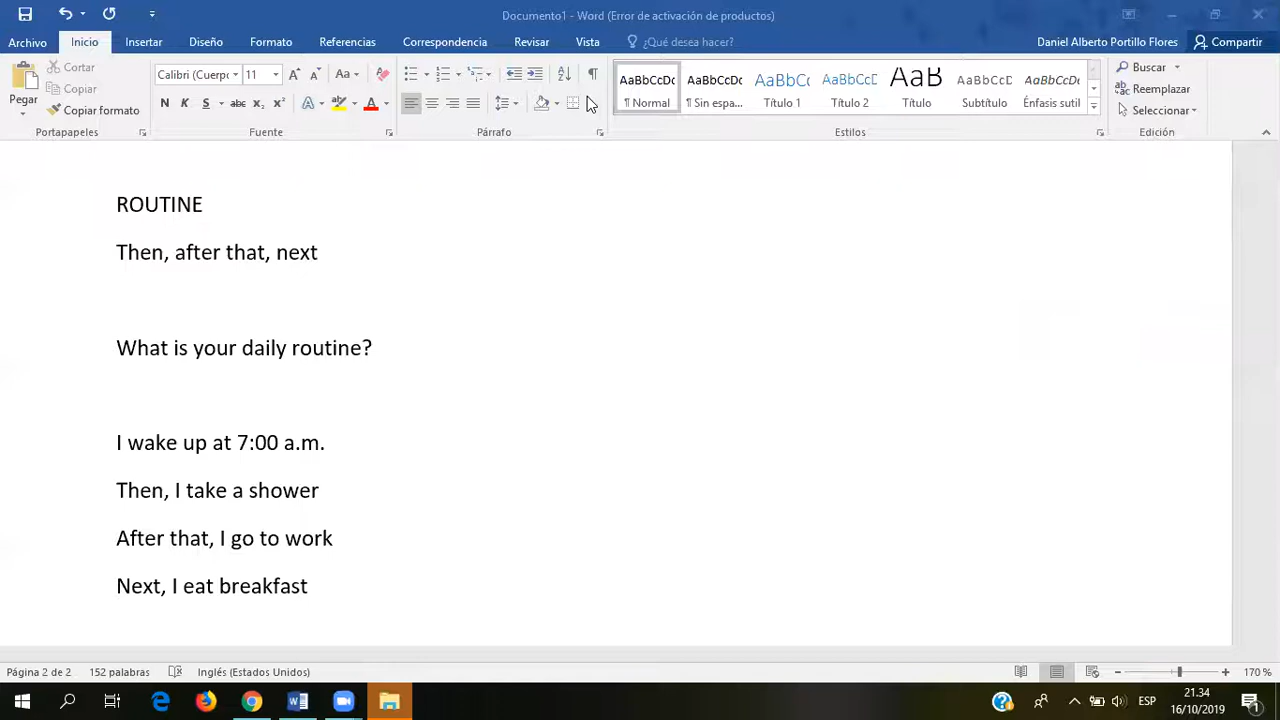 Documento1 - Word (Error de activación de productos)
Archivo Inicio Insertar Diseño Formato Referencias Correspondencia Revisar Vista ¿Qué desea hacer? Daniel Alberto Portillo Flores Compartir
Pegar
Cortar
Copiar
Copiar formato
Portapapeles
Calibri (Cuerpo 11
N K S abc x₂ x² A A
Fuente
Párrafo
AaBbCcDc AaBbCcDc AaBbCc AaBbCcD AaB AaBbCcD AaBbCcDc
¶ Normal ¶ Sin espa... Título 1 Título 2 Título Subtítulo Énfasis sutil
Estilos
Buscar
Reemplazar
Seleccionar
Edición
ROUTINE
Then, after that, next
What is your daily routine?
I wake up at 7:00 a.m.
Then, I take a shower
After that, I go to work
Next, I eat breakfast
Página 2 de 2 152 palabras Inglés (Estados Unidos) 170 %
ESP
21.34
16/10/2019